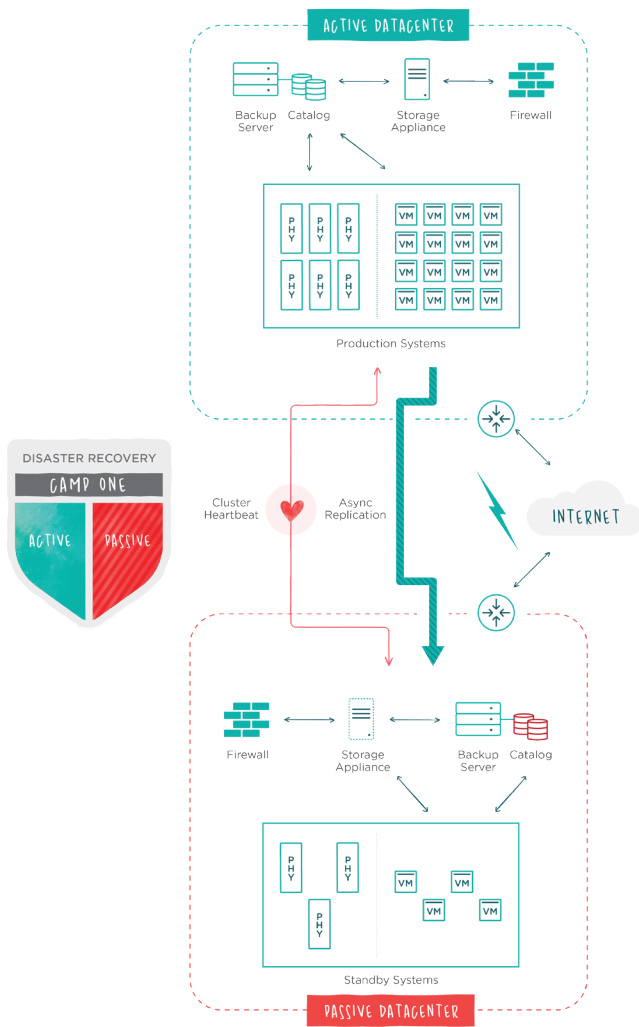 ACTIVE DATACENTER
Backup
Server
Catalog
Storage
Appliance
Firewall
PHY PHY PHY
VM VM VM VM
VM VM VM VM
PHY PHY PHY
VM VM VM VM
VM VM VM VM
Production Systems
DISASTER RECOVERY
CAMP ONE
ACTIVE PASSIVE
Cluster
Heartbeat
Async
Replication
INTERNET
Firewall
Storage
Appliance
Backup
Server
Catalog
PHY PHY
PHY
VM VM
VM VM
Standby Systems
PASSIVE DATACENTER